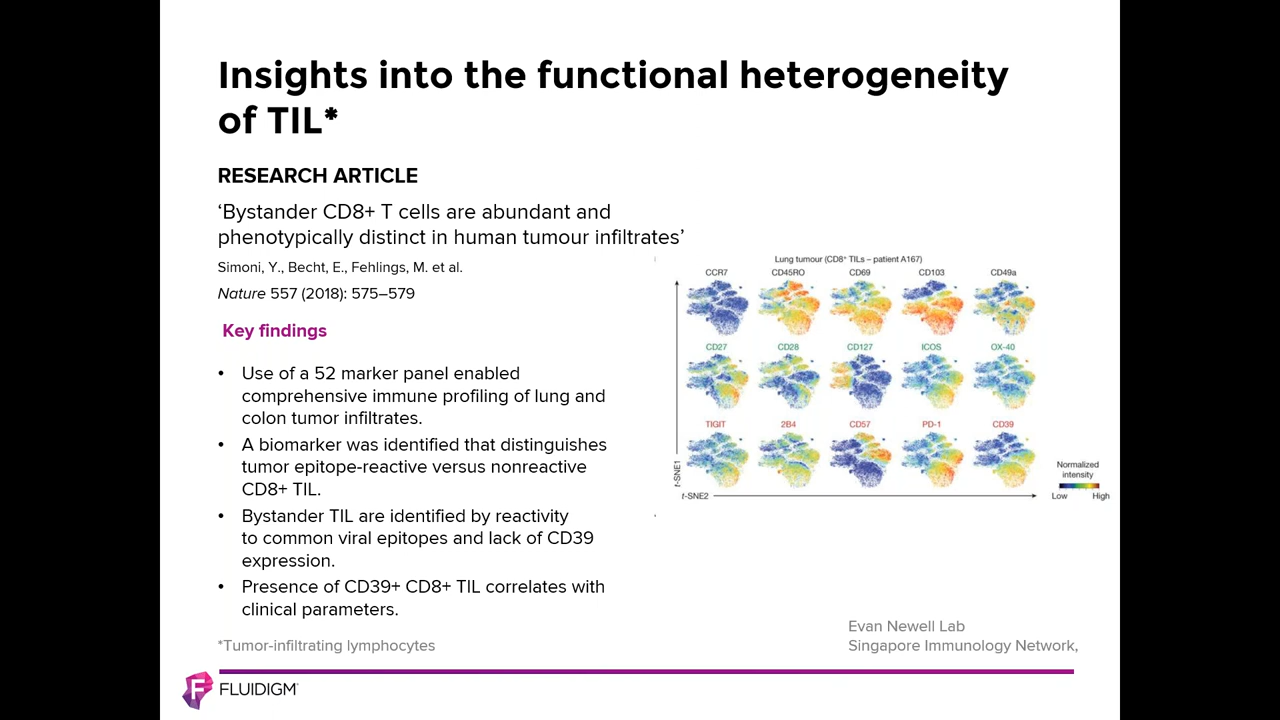 Insights into the functional heterogeneity
of TIL*
RESEARCH ARTICLE
‘Bystander CD8+ T cells are abundant and
phenotypically distinct in human tumour infiltrates’
Simoni, Y., Becht, E., Fehlings, M. et al.
Nature 557 (2018): 575–579
Key findings
• Use of a 52 marker panel enabled
comprehensive immune profiling of lung and
colon tumor infiltrates.
• A biomarker was identified that distinguishes
tumor epitope-reactive versus nonreactive
CD8+ TIL.
• Bystander TIL are identified by reactivity
to common viral epitopes and lack of CD39
expression.
• Presence of CD39+ CD8+ TIL correlates with
clinical parameters.
*Tumor-infiltrating lymphocytes
Lung tumour (CD8⁺ TILs – patient A167)
CCR7 CD45RO CD69 CD103 CD49a
CD27 CD28 CD127 ICOS OX-40
TIGIT 2B4 CD57 PD-1 CD39
t-SNE1
t-SNE2
Normalized
intensity
Low High
Evan Newell Lab
Singapore Immunology Network,
FLUIDIGM